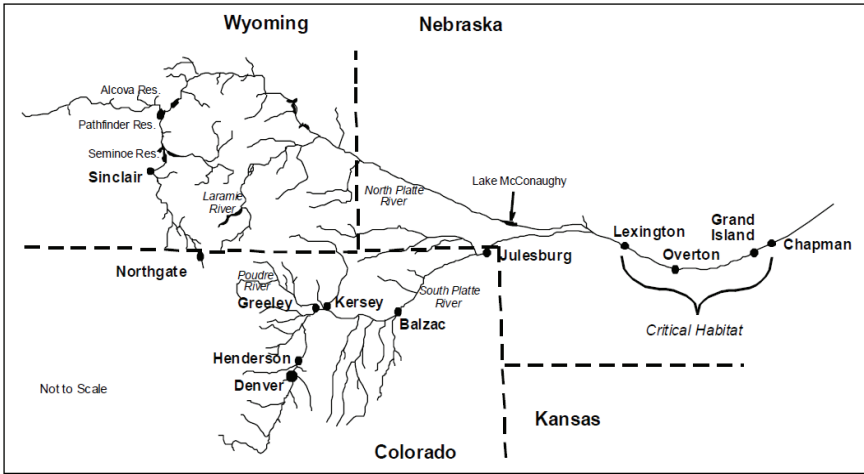 Wyoming
Nebraska
Alcova Res.
Pathfinder Res.
Seminoe Res.
Sinclair
Laramie
River
North Platte
River
Lake McConaughy
Lexington
Overton
Grand
Island
Chapman
Critical Habitat
Northgate
Julesburg
Poudre
River
Greeley
Kersey
South Platte
River
Balzac
Henderson
Denver
Not to Scale
Colorado
Kansas